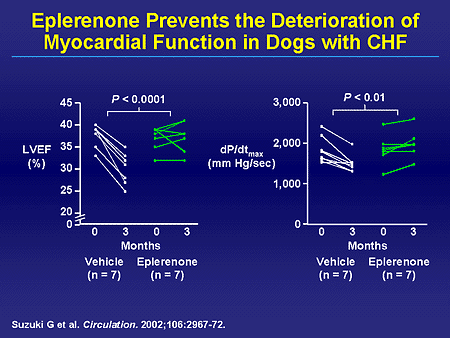 Eplerenone Prevents the Deterioration of
Myocardial Function in Dogs with CHF
P < 0.0001
LVEF
(%)
45
40
35
30
25
20
0
0 3 0 3
Months
Vehicle Eplerenone
(n = 7) (n = 7)
P < 0.01
dP/dtmax
(mm Hg/sec)
3,000
2,000
1,000
0
0 3 0 3
Months
Vehicle Eplerenone
(n = 7) (n = 7)
Suzuki G et al. Circulation. 2002;106:2967-72.